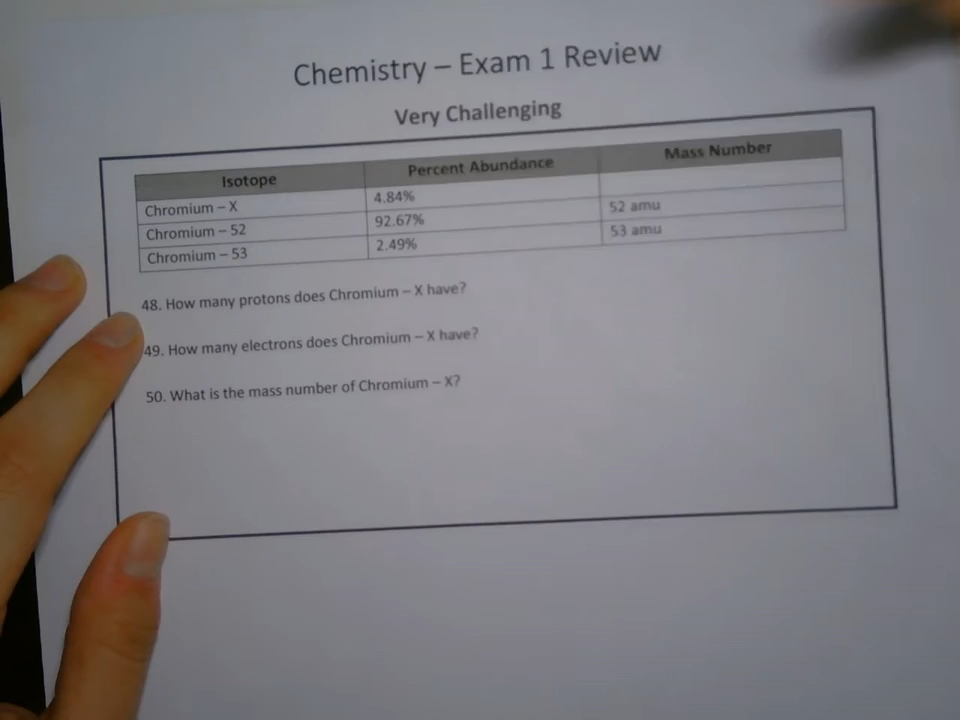 Chemistry – Exam 1 Review
Very Challenging
Isotope Percent Abundance Mass Number
Chromium – X 4.84%
Chromium – 52 92.67% 52 amu
Chromium – 53 2.49% 53 amu
48. How many protons does Chromium – X have?
49. How many electrons does Chromium – X have?
50. What is the mass number of Chromium – X?